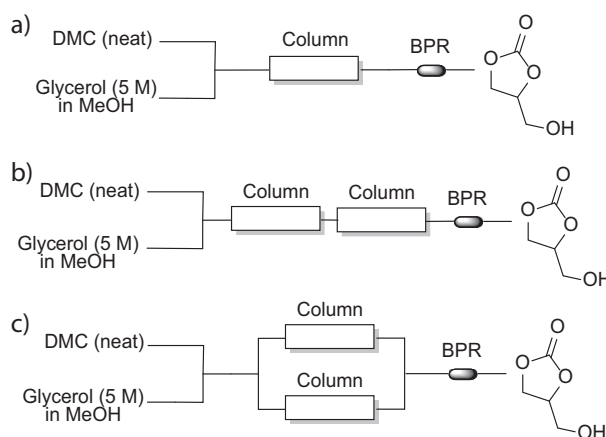 a)
DMC (neat)
Glycerol (5 M)
in MeOH
Column
BPR
O
O
O
OH
b)
DMC (neat)
Glycerol (5 M)
in MeOH
Column
Column
BPR
O
O
O
OH
c)
DMC (neat)
Glycerol (5 M)
in MeOH
Column
Column
BPR
O
O
O
OH